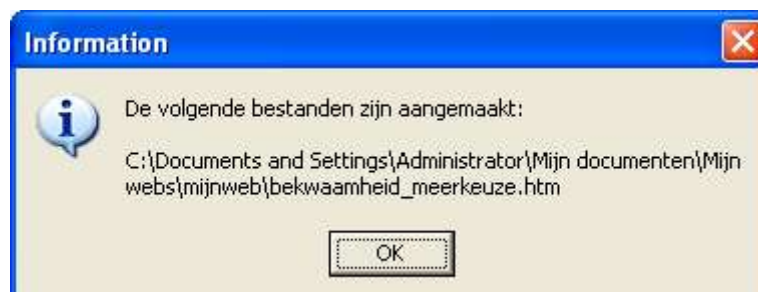 Information
De volgende bestanden zijn aangemaakt:
C:\Documents and Settings\Administrator\Mijn documenten\Mijn
webs\mijnweb\bekwaamheid_meerkeuze.htm
OK